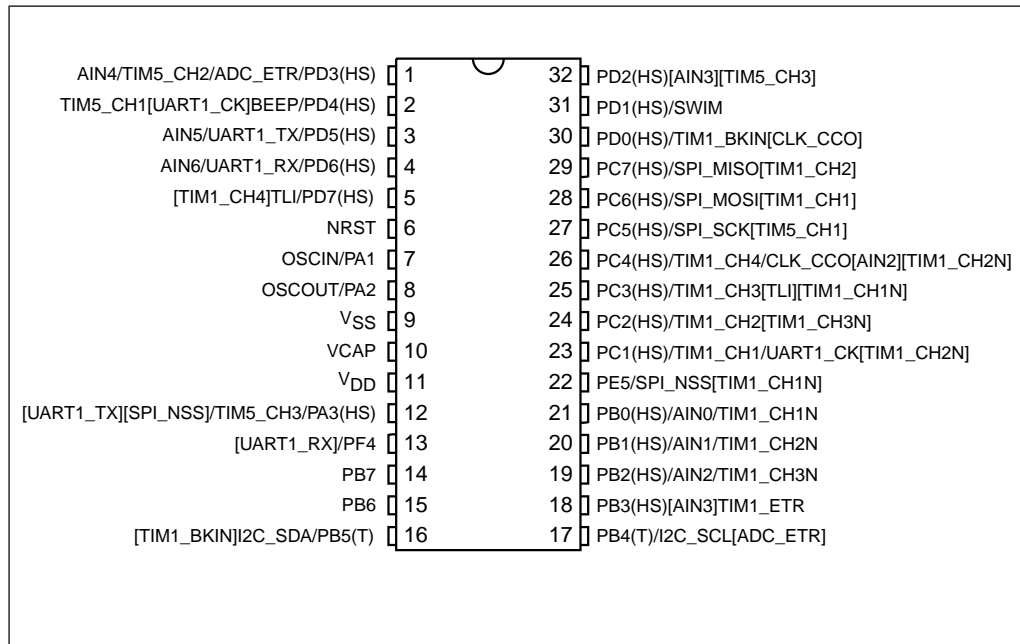 AIN4/TIM5_CH2/ADC_ETR/PD3(HS) 1 32 PD2(HS)[AIN3][TIM5_CH3]
TIM5_CH1[UART1_CK]BEEP/PD4(HS) 2 31 PD1(HS)/SWIM
AIN5/UART1_TX/PD5(HS) 3 30 PD0(HS)/TIM1_BKIN[CLK_CCO]
AIN6/UART1_RX/PD6(HS) 4 29 PC7(HS)/SPI_MISO[TIM1_CH2]
[TIM1_CH4]TLI/PD7(HS) 5 28 PC6(HS)/SPI_MOSI[TIM1_CH1]
NRST 6 27 PC5(HS)/SPI_SCK[TIM5_CH1]
OSCIN/PA1 7 26 PC4(HS)/TIM1_CH4/CLK_CCO[AIN2][TIM1_CH2N]
OSCOUT/PA2 8 25 PC3(HS)/TIM1_CH3[TLI][TIM1_CH1N]
VSS 9 24 PC2(HS)/TIM1_CH2[TIM1_CH3N]
VCAP 10 23 PC1(HS)/TIM1_CH1/UART1_CK[TIM1_CH2N]
VDD 11 22 PE5/SPI_NSS[TIM1_CH1N]
[UART1_TX][SPI_NSS]/TIM5_CH3/PA3(HS) 12 21 PB0(HS)/AIN0/TIM1_CH1N
[UART1_RX]/PF4 13 20 PB1(HS)/AIN1/TIM1_CH2N
PB7 14 19 PB2(HS)/AIN2/TIM1_CH3N
PB6 15 18 PB3(HS)[AIN3]TIM1_ETR
[TIM1_BKIN]I2C_SDA/PB5(T) 16 17 PB4(T)/I2C_SCL[ADC_ETR]